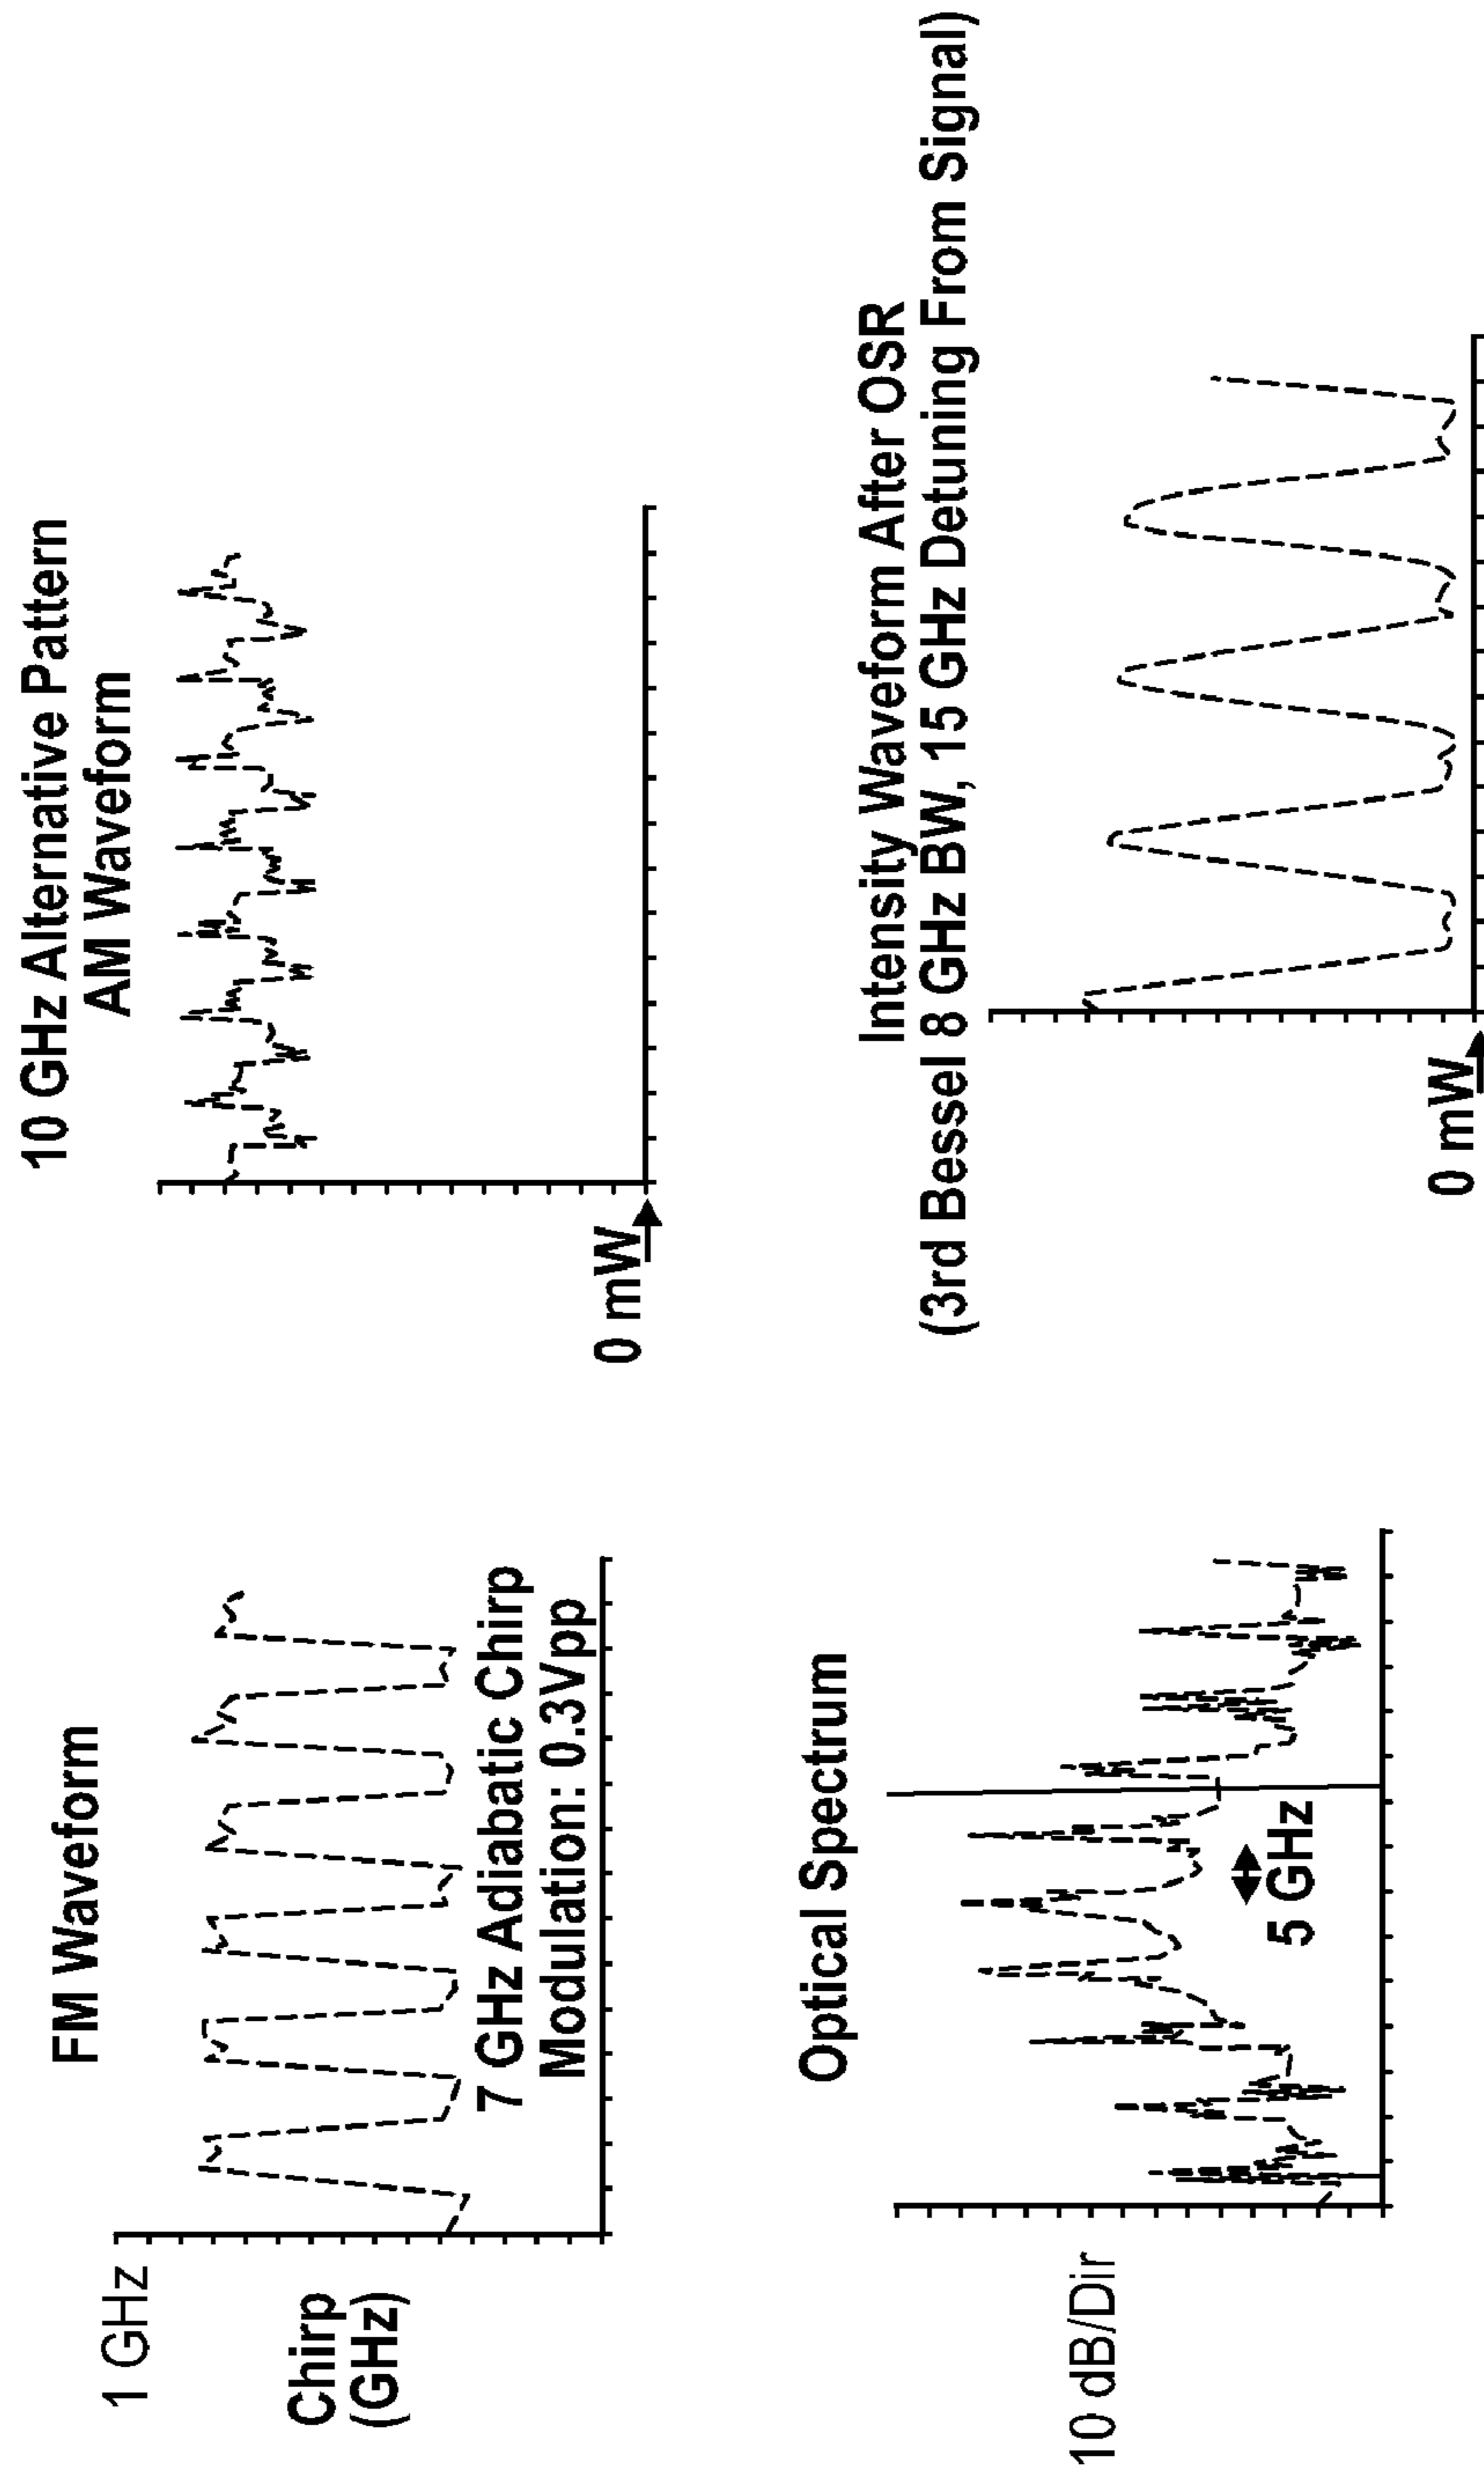 FM Waveform
1 GHz
Chirp
(GHz)
7 GHz Adiabatic Chirp
Modulation: 0.3Vpp
10 GHz Alternative Pattern
AM Waveform
0 mW
Optical Spectrum
10 dB/Dir
5 GHz
Intensity Waveform After OSR
(3rd Bessel 8 GHz BW, 15 GHz Detuning From Signal)
0 mW